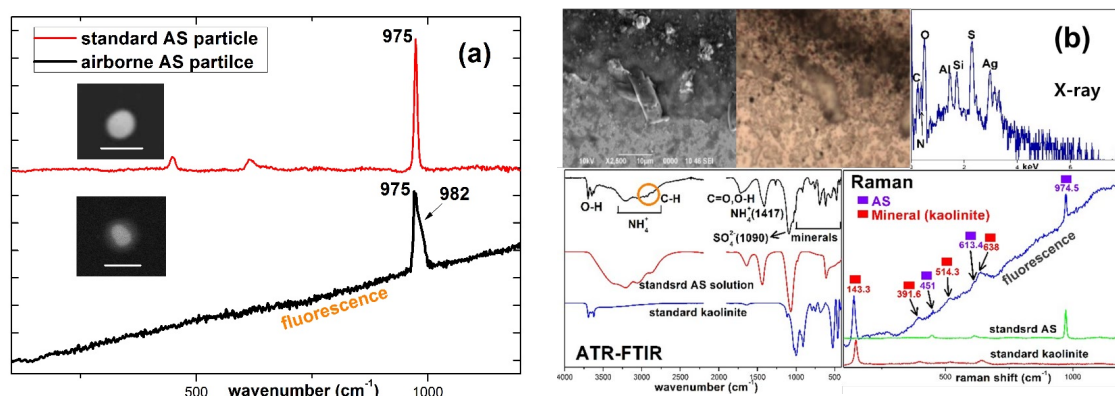 standard AS particle
airborne AS partilce
(a)
975
975
982
fluorescence
500
1000
wavenumber (cm-1)
(b)
X-ray
C
O
N
Al
Si
S
Ag
2
4
6
keV
10kV X2,500 10μm 0000 10 46 SEI
O-H
NH4+
C-H
C=O,O-H
NH4+(1417)
SO42-(1090)
minerals
standsrd AS solution
standard kaolinite
ATR-FTIR
4000 3500 3000 2500 2000 1500 1000 500
wavenumber (cm-1)
Raman
AS
Mineral (kaolinite)
974.5
613.4
638
514.3
451
391.6
143.3
fluorescence
standsrd AS
standard kaolinite
500
1000
raman shift (cm-1)